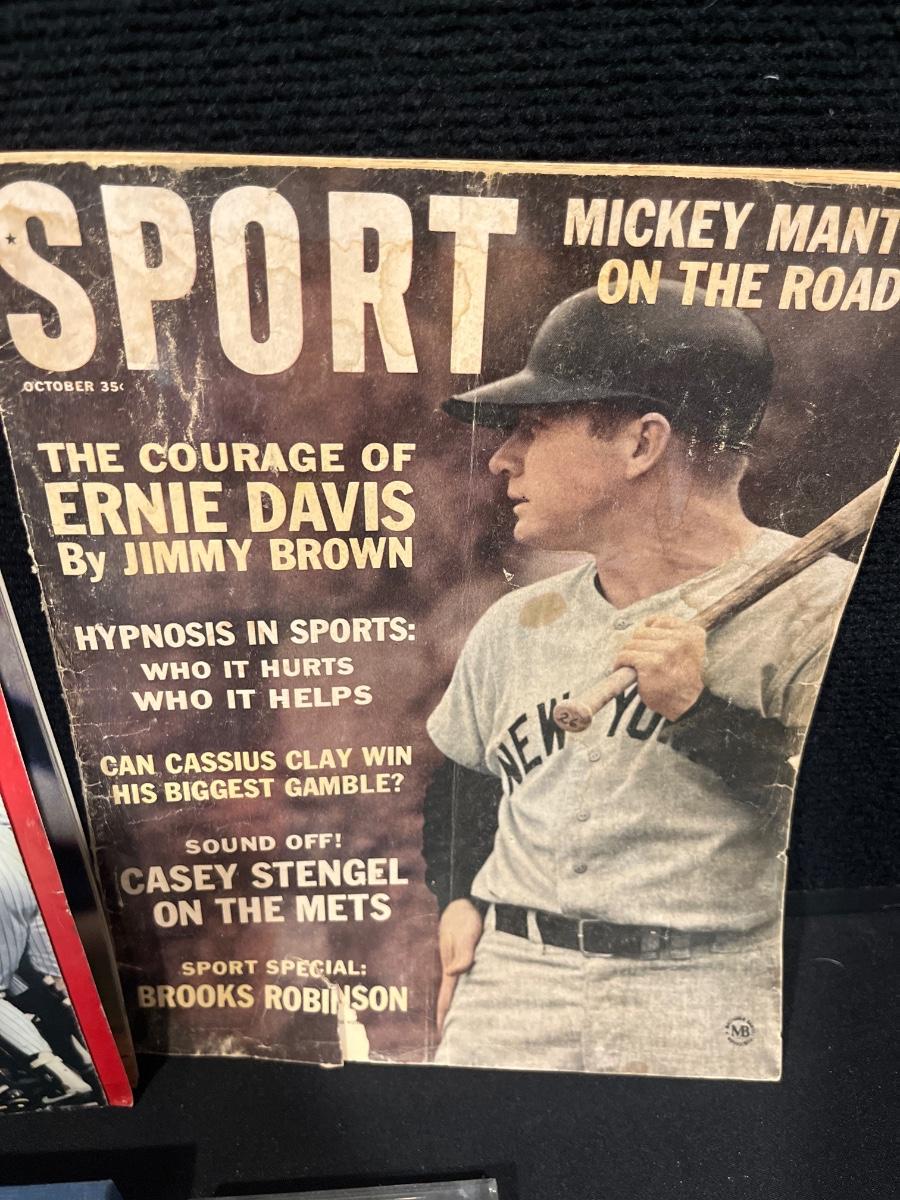 SPORT
MICKEY MANT
ON THE ROAD
OCTOBER 35¢
THE COURAGE OF
ERNIE DAVIS
By JIMMY BROWN
HYPNOSIS IN SPORTS:
WHO IT HURTS
WHO IT HELPS
CAN CASSIUS CLAY WIN
HIS BIGGEST GAMBLE?
SOUND OFF!
CASEY STENGEL
ON THE METS
SPORT SPECIAL:
BROOKS ROBINSON
NEW YO
26
MB